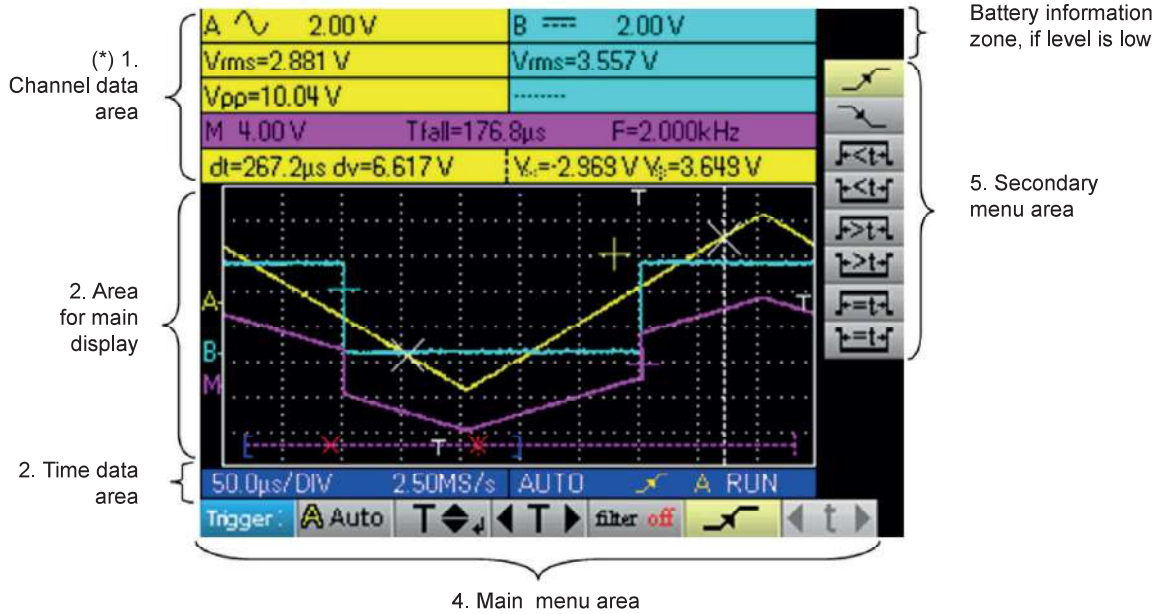 Battery information
zone, if level is low
(*) 1.
Channel data
area
A 2.00 V
B 2.00 V
Vrms=2.881 V
Vrms=3.557 V
Vpp=10.04 V
--------
M 4.00 V Tfall=176.8µs F=2.000kHz
dt=267.2µs dv=6.617 V
=-2.969 V =3.649 V
<t
<t
>t
>t
=t
=t
5. Secondary
menu area
2. Area
for main
display
T
A
T
B
M
T
2. Time data
area
50.0µs/DIV 2.50MS/s AUTO A RUN
Trigger: A Auto T T filter off t
4. Main menu area